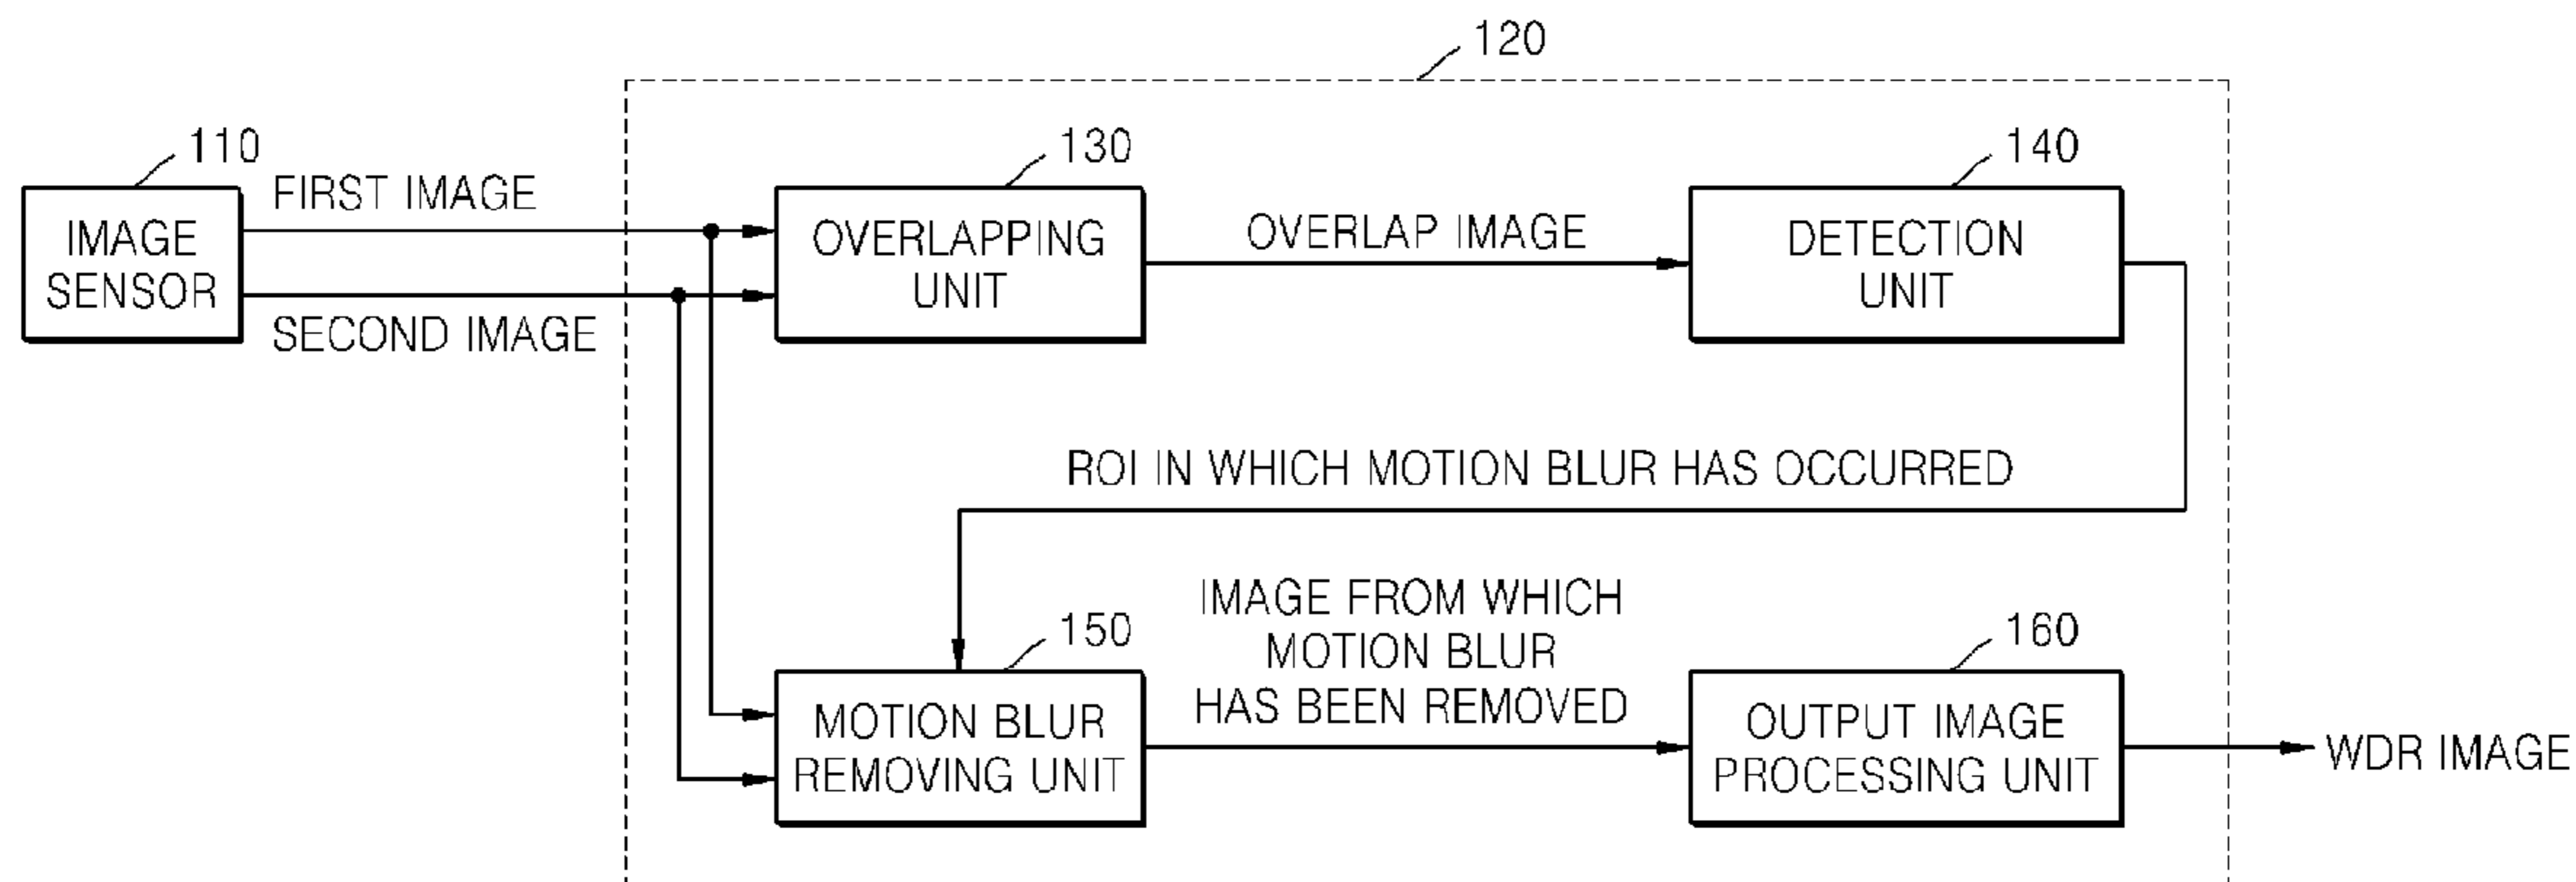 120
110
130
140
FIRST IMAGE
IMAGE
SENSOR
SECOND IMAGE
OVERLAPPING
UNIT
OVERLAP IMAGE
DETECTION
UNIT
ROI IN WHICH MOTION BLUR HAS OCCURRED
150
MOTION BLUR
REMOVING UNIT
IMAGE FROM WHICH
MOTION BLUR
HAS BEEN REMOVED
160
OUTPUT IMAGE
PROCESSING UNIT
WDR IMAGE